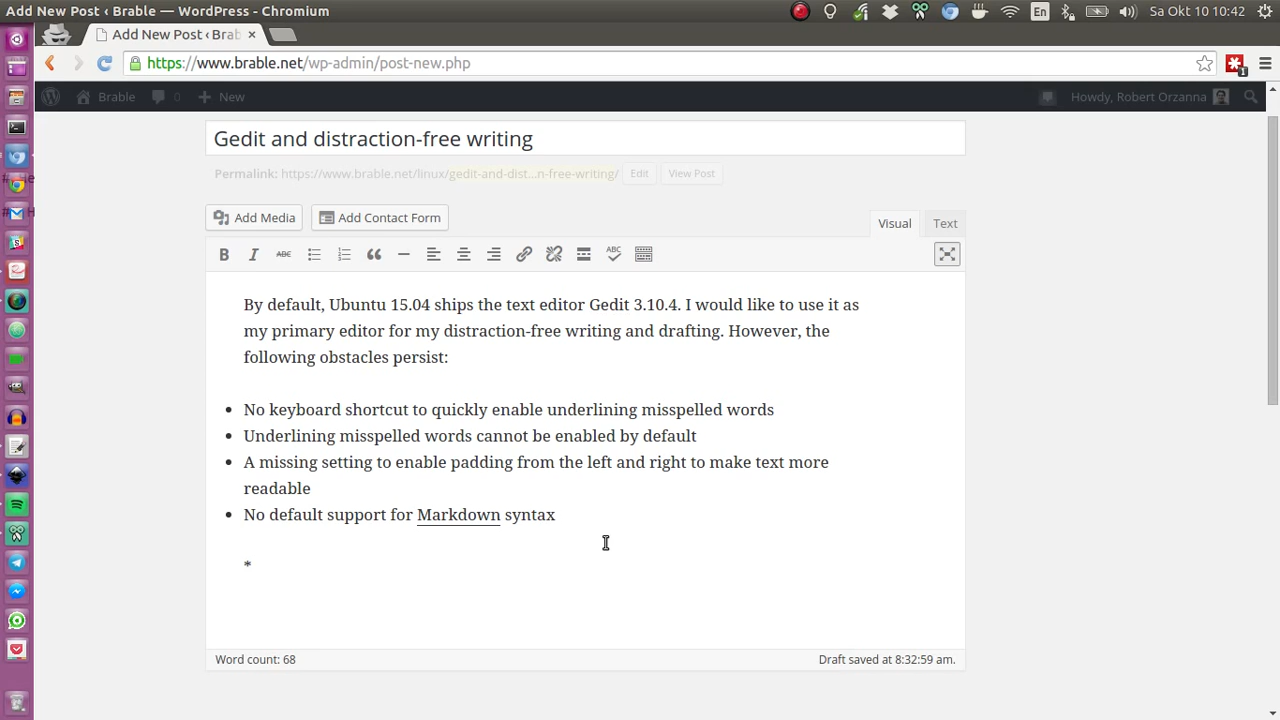 Add New Post ‹ Brable — WordPress - Chromium
En
Sa Okt 10 10:42
Add New Post ‹ Brab
https://www.brable.net/wp-admin/post-new.php
1
Brable
0
New
Howdy, Robert Orzanna
Gedit and distraction-free writing
Permalink: https://www.brable.net/linux/gedit-and-dist...n-free-writing/
Edit
View Post
Add Media
Add Contact Form
Visual
Text
B I ABC ABC
By default, Ubuntu 15.04 ships the text editor Gedit 3.10.4. I would like to use it as
my primary editor for my distraction-free writing and drafting. However, the
following obstacles persist:
• No keyboard shortcut to quickly enable underlining misspelled words
• Underlining misspelled words cannot be enabled by default
• A missing setting to enable padding from the left and right to make text more
readable
• No default support for Markdown syntax
*
Word count: 68
Draft saved at 8:32:59 am.